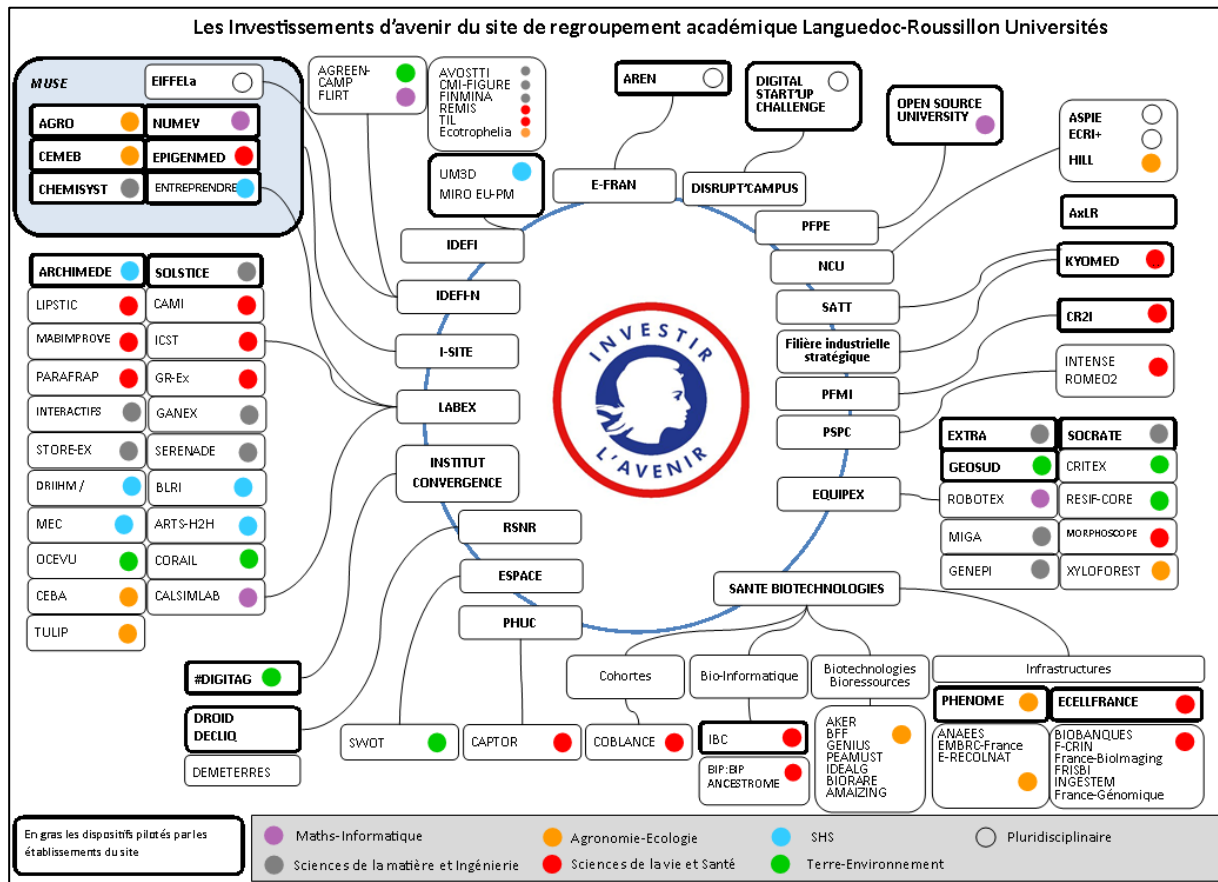 Les Investissements d'avenir du site de regroupement académique Languedoc-Roussillon Universités
MUSE
EIFFELa
AGRO
NUMEV
CEMEB
EPIGENMED
CHEMISYST
ENTREPRENDRE
AGREEN-
CAMP
FLIRT
AVOSTTI
CMI-FIGURE
FINMINA
REMIS
TIL
Ecotrophelia
UM3D
MIRO EU-PM
AREN
DIGITAL
START'UP
CHALLENGE
OPEN SOURCE
UNIVERSITY
ASPIE
ECRI+
HILL
AxLR
KYOMED
CR2I
INTENSE
ROMEO2
E-FRAN
DISRUPT'CAMPUS
PFPE
NCU
SATT
Filière industrielle
stratégique
PFMI
PSPC
EQUIPEX
SANTE BIOTECHNOLOGIES
IDEFI
IDEFI-N
I-SITE
LABEX
INSTITUT
CONVERGENCE
RSNR
ESPACE
PHUC
INVESTIR
L'AVENIR
ARCHIMEDE
SOLSTICE
LIPSTIC
CAMI
MABIMPROVE
ICST
PARAFRAP
GR-Ex
INTERACTIFS
GANEX
STORE-EX
SERENADE
DRIIHM /
BLRI
MEC
ARTS-H2H
OCEVU
CORAIL
CEBA
CALSIMLAB
TULIP
EXTRA
SOCRATE
GEOSUD
CRITEX
ROBOTEX
RESIF-CORE
MIGA
MORPHOSCOPE
GENEPI
XYLOFOREST
#DIGITAG
DROID
DECLIQ
DEMETERRES
SWOT
CAPTOR
Cohortes
COBLANCE
Bio-Informatique
IBC
BIP:BIP
ANCESTROME
Biotechnologies
Bioressources
AKER
BFF
GENIUS
PEAMUST
IDEALG
BIORARE
AMAIZING
Infrastructures
PHENOME
ECELLFRANCE
ANAEES
EMBRC-France
E-RECOLNAT
BIOBANQUES
F-CRIN
France-BioImaging
FRISBI
INGESTEM
France-Génomique
En gras les dispositifs pilotés par les
établissements du site
Maths-Informatique
Agronomie-Ecologie
SHS
Pluridisciplinaire
Sciences de la matière et Ingénierie
Sciences de la vie et Santé
Terre-Environnement